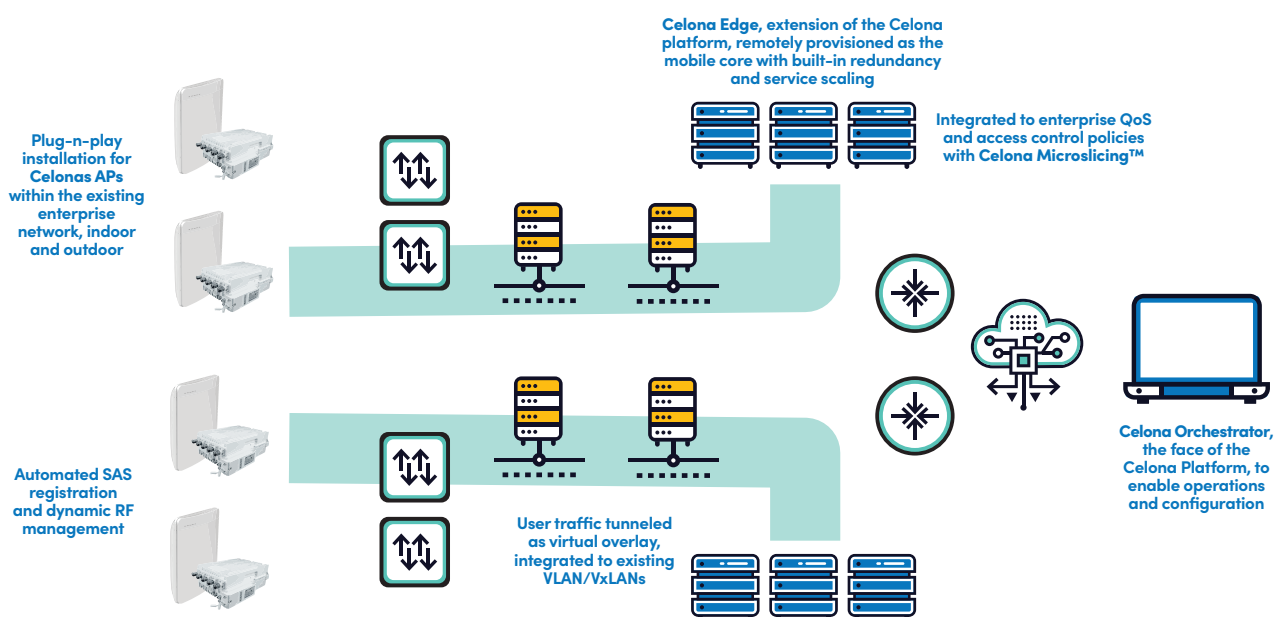 Celona Edge, extension of the Celona
platform, remotely provisioned as the
mobile core with built-in redundancy
and service scaling
Integrated to enterprise QoS
and access control policies
with Celona Microslicing™
Plug-n-play
installation for
Celonas APs
within the existing
enterprise
network, indoor
and outdoor
Automated SAS
registration
and dynamic RF
management
User traffic tunneled
as virtual overlay,
integrated to existing
VLAN/VxLANs
Celona Orchestrator,
the face of the
Celona Platform, to
enable operations
and configuration